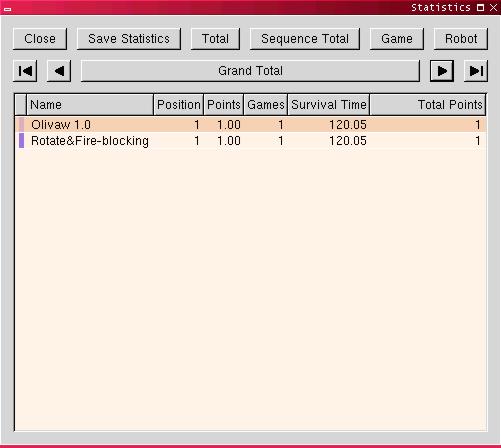 Statistics
Close Save Statistics Total Sequence Total Game Robot
Grand Total
Name Position Points Games Survival Time Total Points
Olivaw 1.0 1 1.00 1 120.05 1
Rotate&Fire-blocking 1 1.00 1 120.05 1